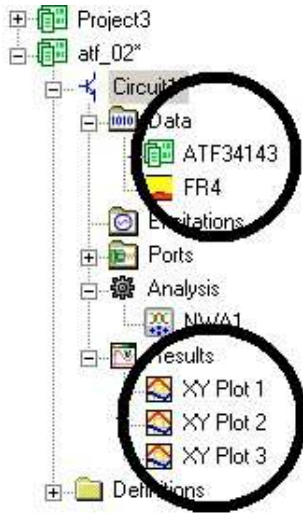 Project3
atf_02*
Circuit1
1010 Data
ATF34143
FR4
Excitations
Ports
Analysis
NWA1
Results
XY Plot 1
XY Plot 2
XY Plot 3
Definitions